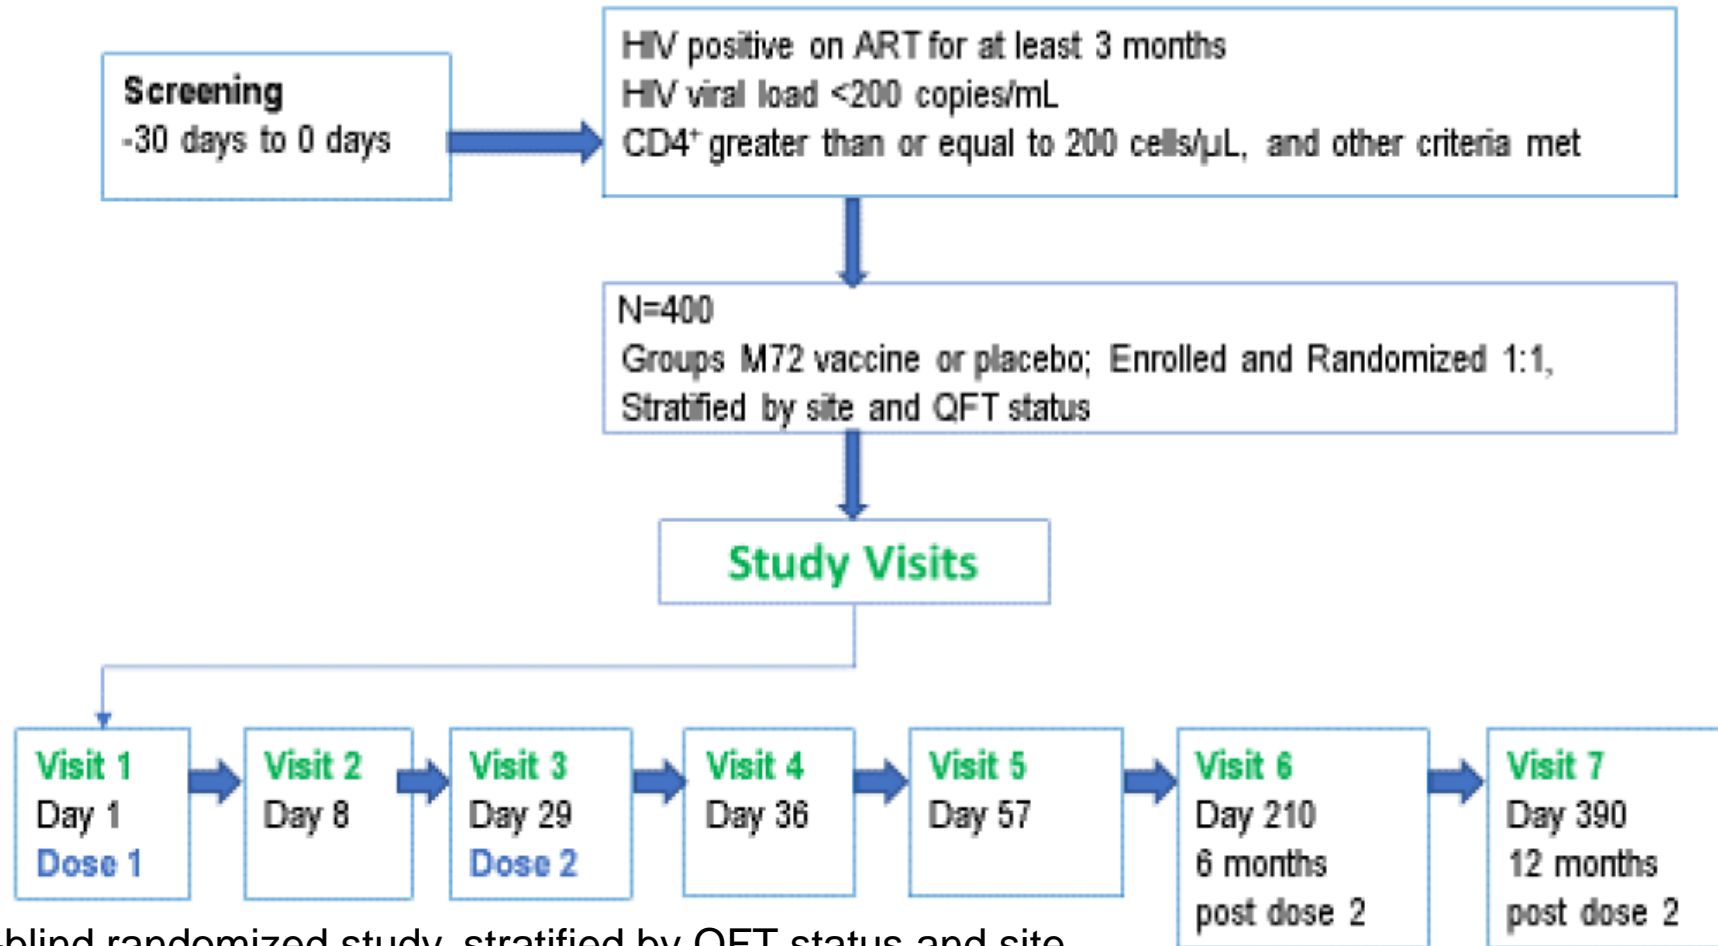 Screening
-30 days to 0 days
HIV positive on ART for at least 3 months
HIV viral load <200 copies/mL
CD4⁺ greater than or equal to 200 cells/µL, and other criteria met
N=400
Groups M72 vaccine or placebo; Enrolled and Randomized 1:1,
Stratified by site and QFT status
Study Visits
Visit 1
Day 1
Dose 1
Visit 2
Day 8
Visit 3
Day 29
Dose 2
Visit 4
Day 36
Visit 5
Day 57
Visit 6
Day 210
6 months
post dose 2
Visit 7
Day 390
12 months
post dose 2
-blind randomized study, stratified by QFT status and site